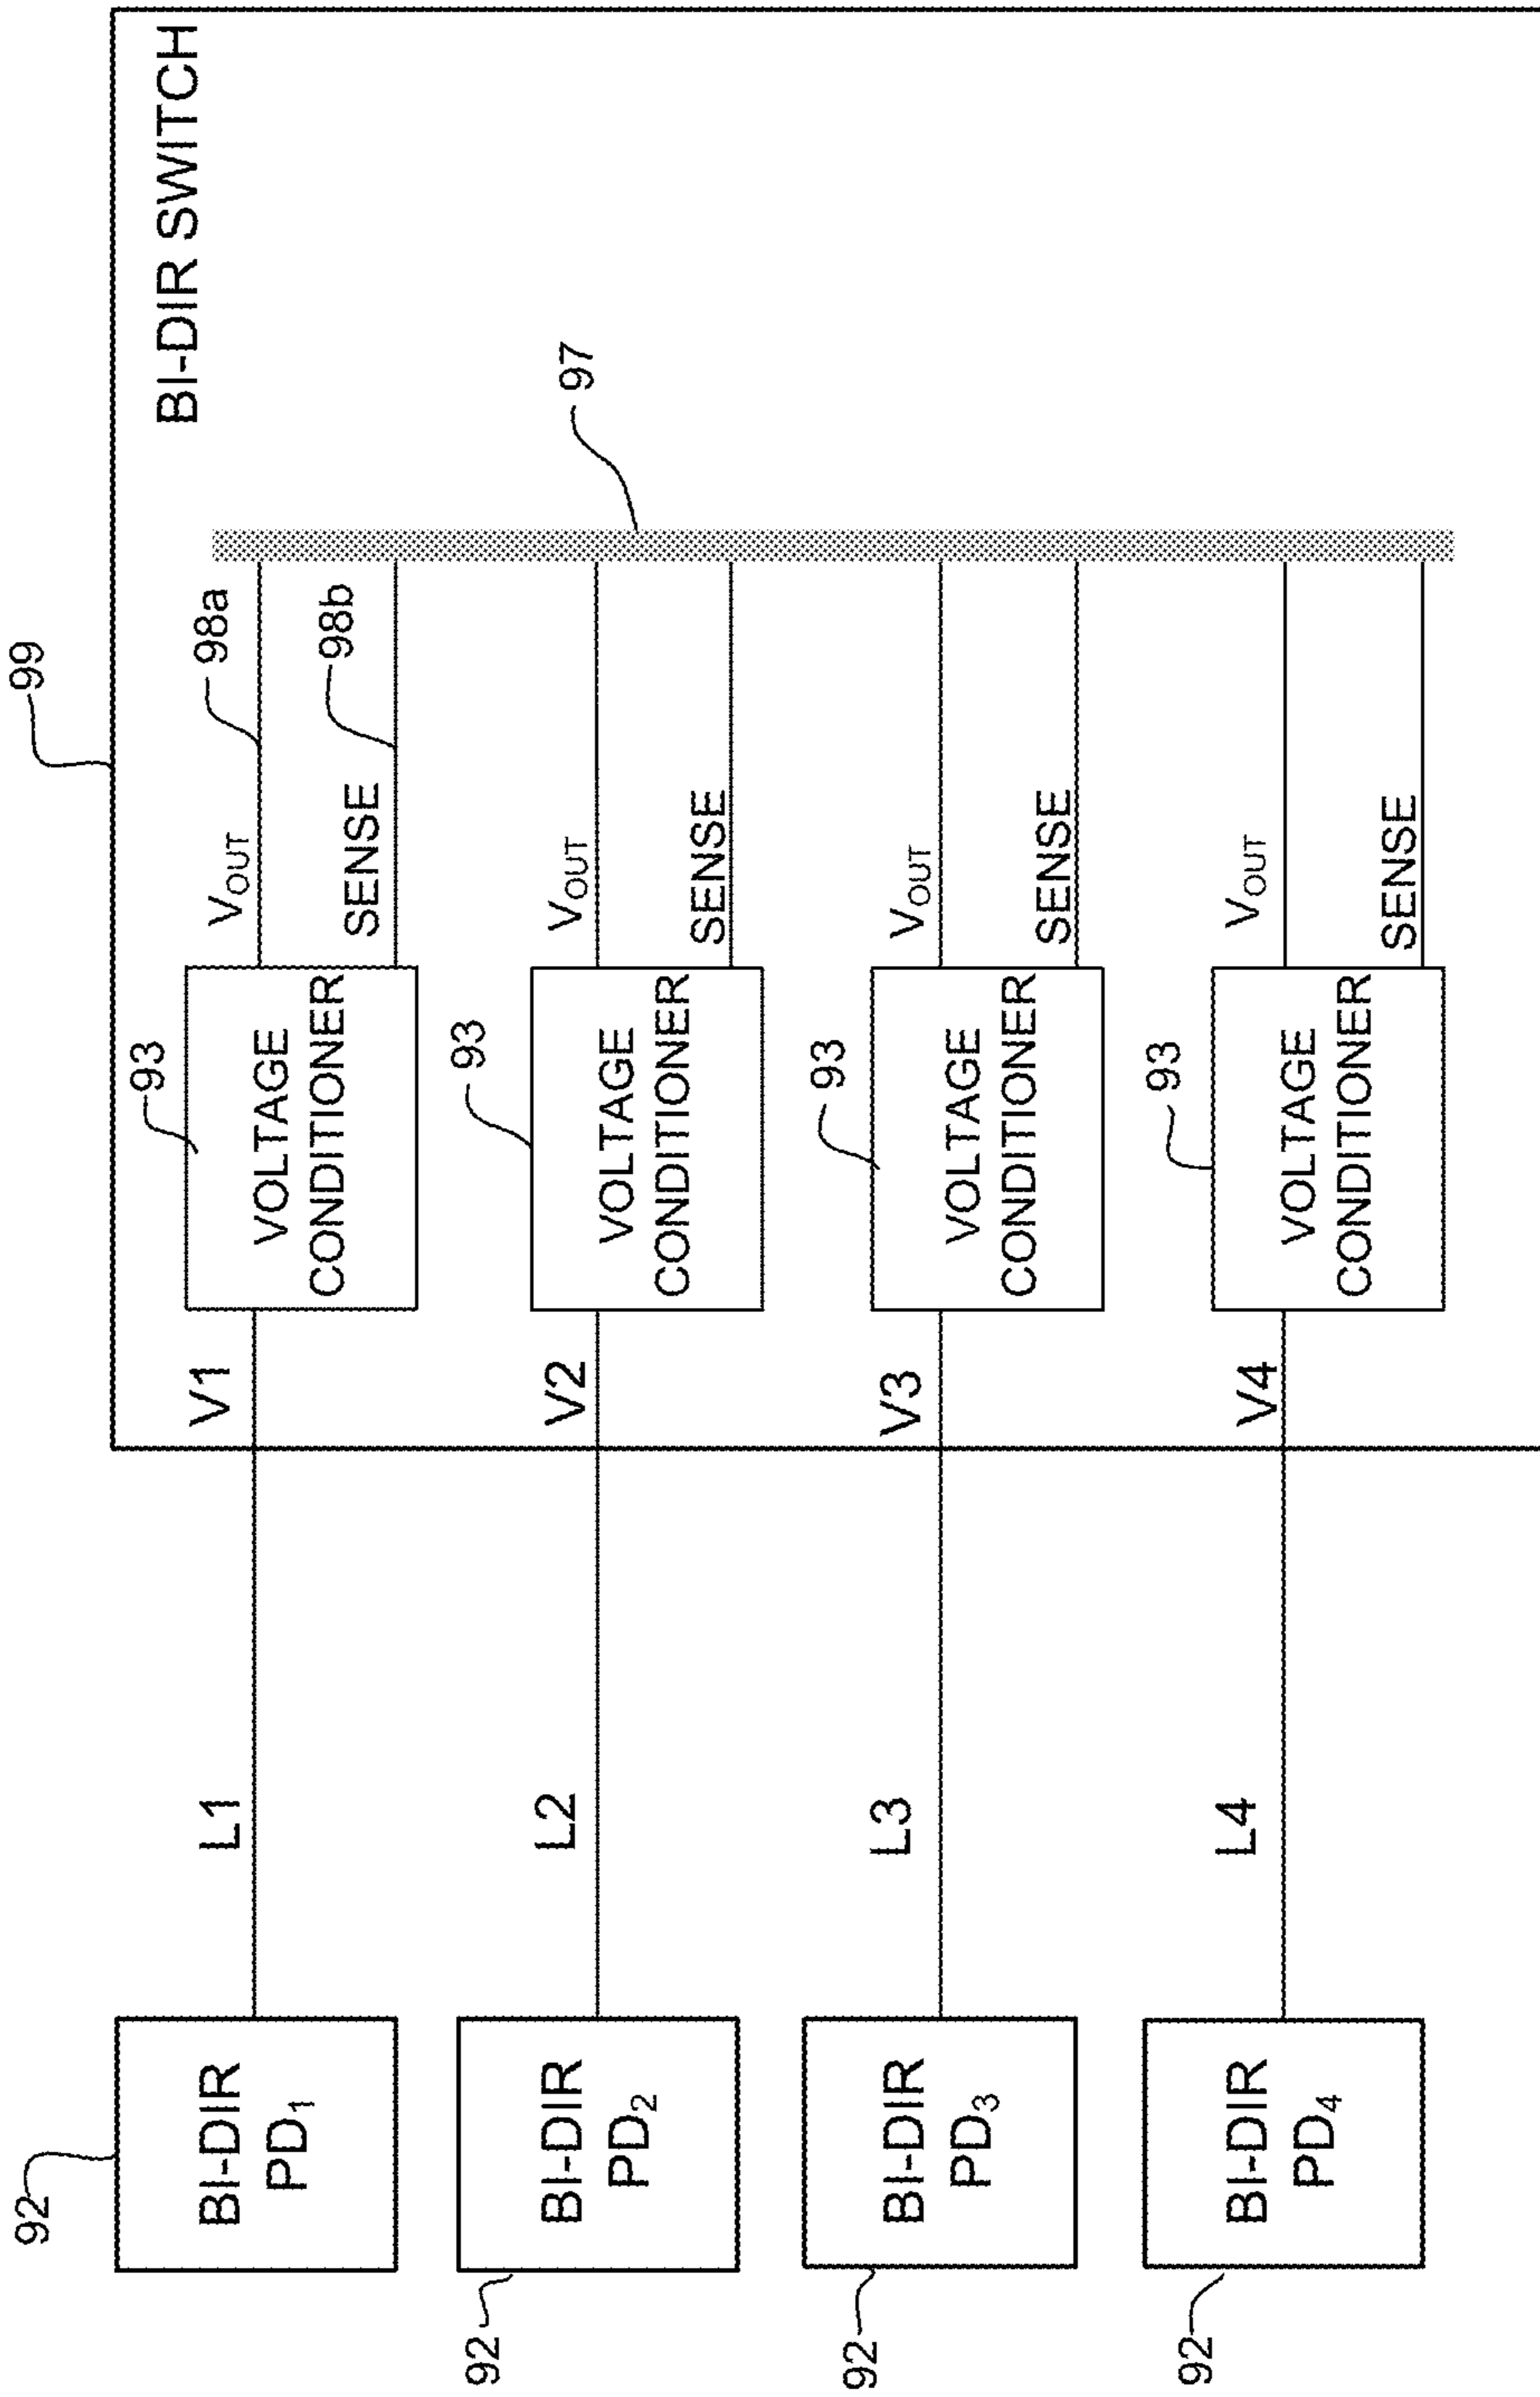 99
BI-DIR SWITCH
92
BI-DIR
PD₁
L1
V1
93
VOLTAGE
CONDITIONER
V_OUT
98a
SENSE
98b
97
92
BI-DIR
PD₂
L2
V2
93
VOLTAGE
CONDITIONER
V_OUT
SENSE
92
BI-DIR
PD₃
L3
V3
93
VOLTAGE
CONDITIONER
V_OUT
SENSE
92
BI-DIR
PD₄
L4
V4
93
VOLTAGE
CONDITIONER
V_OUT
SENSE